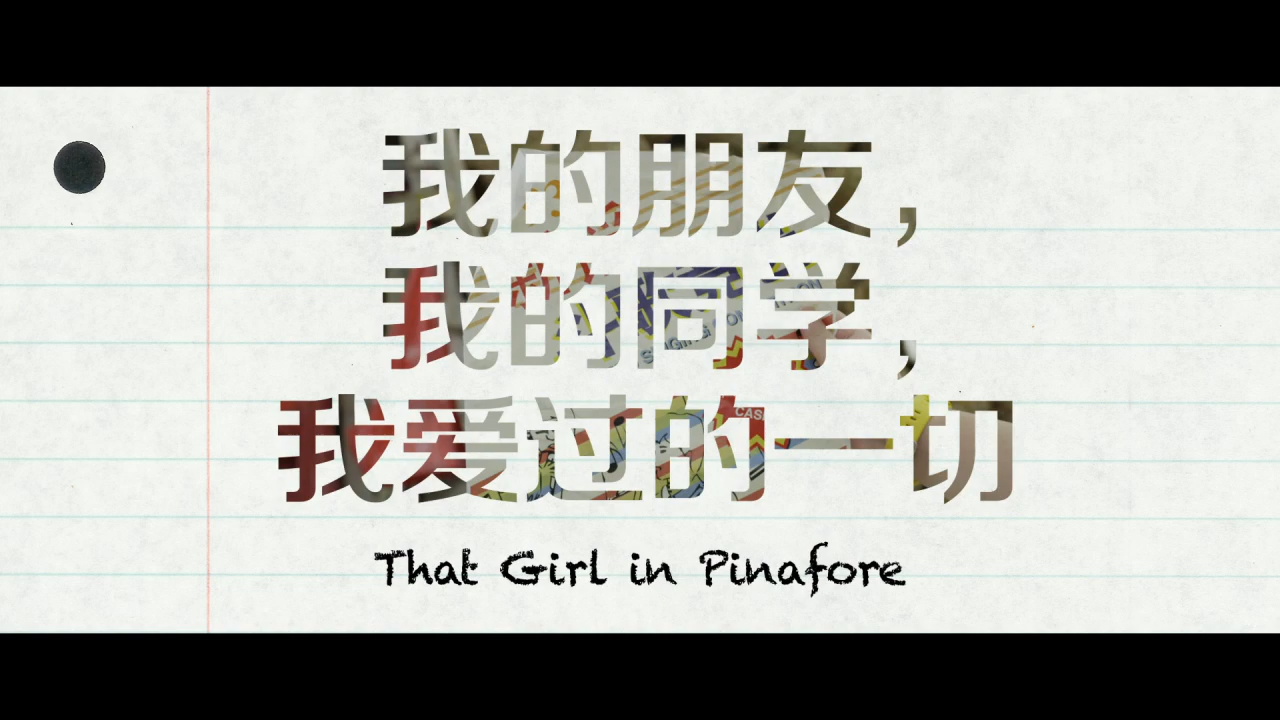 我的朋友，
我的同学，
我爱过的一切
That Girl in Pinafore